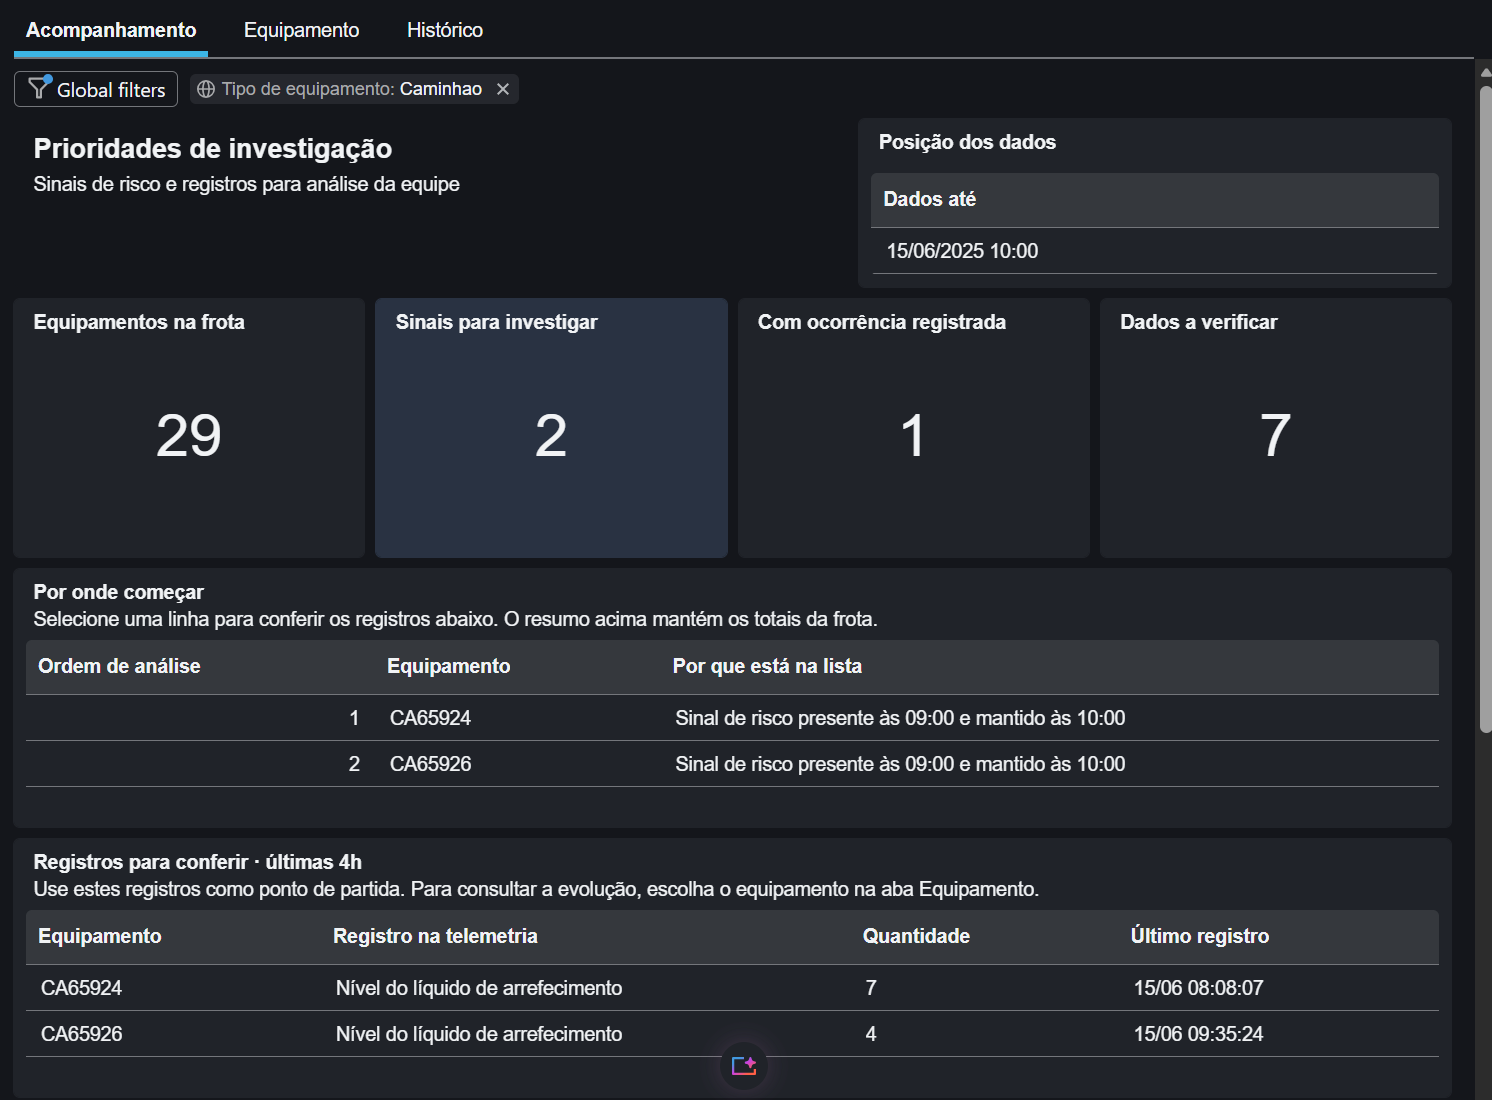 Acompanhamento Equipamento Histórico
Global filters Tipo de equipamento: Caminhao
Prioridades de investigação
Sinais de risco e registros para análise da equipe
Posição dos dados
Dados até
15/06/2025 10:00
Equipamentos na frota
29
Sinais para investigar
2
Com ocorrência registrada
1
Dados a verificar
7
Por onde começar
Selecione uma linha para conferir os registros abaixo. O resumo acima mantém os totais da frota.
Ordem de análise Equipamento Por que está na lista
1 CA65924 Sinal de risco presente às 09:00 e mantido às 10:00
2 CA65926 Sinal de risco presente às 09:00 e mantido às 10:00
Registros para conferir · últimas 4h
Use estes registros como ponto de partida. Para consultar a evolução, escolha o equipamento na aba Equipamento.
Equipamento Registro na telemetria Quantidade Último registro
CA65924 Nível do líquido de arrefecimento 7 15/06 08:08:07
CA65926 Nível do líquido de arrefecimento 4 15/06 09:35:24